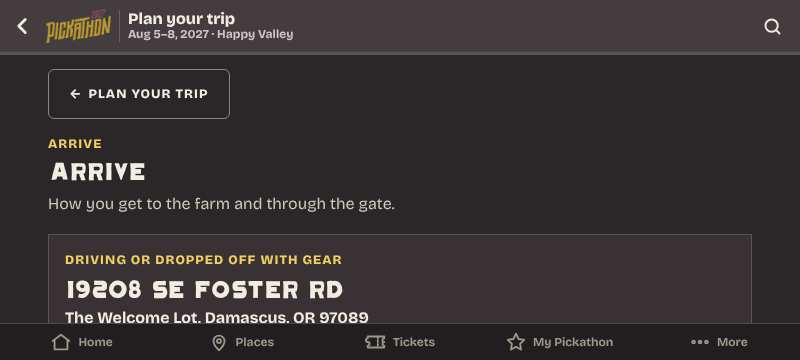 PICKATHON
Plan your trip
Aug 5–8, 2027 · Happy Valley
← PLAN YOUR TRIP
ARRIVE
ARRIVE
How you get to the farm and through the gate.
DRIVING OR DROPPED OFF WITH GEAR
19208 SE FOSTER RD
The Welcome Lot, Damascus, OR 97089
Home
Places
Tickets
My Pickathon
More